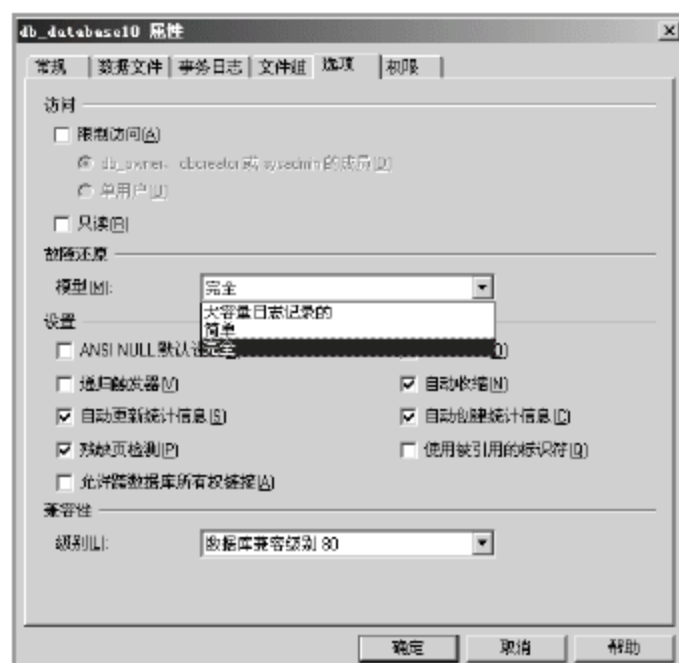 db_database10 属性
常规 数据文件 事务日志 文件组 选项 权限
访问
限制访问(A)
db_owner、dbcreator或 sysadmin的成员(O)
单用户(U)
只读(R)
故障还原
模型(M): 完全
大容量日志记录的
简单
完全
设置
ANSI NULL 默认设
递归触发器(V) 自动收缩(N)
自动更新统计信息(S) 自动创建统计信息(C)
残缺页检测(P) 使用被引用的标识符(Q)
允许跨数据库所有权链接(A)
兼容性
级别(L): 数据库兼容级别 80
确定 取消 帮助